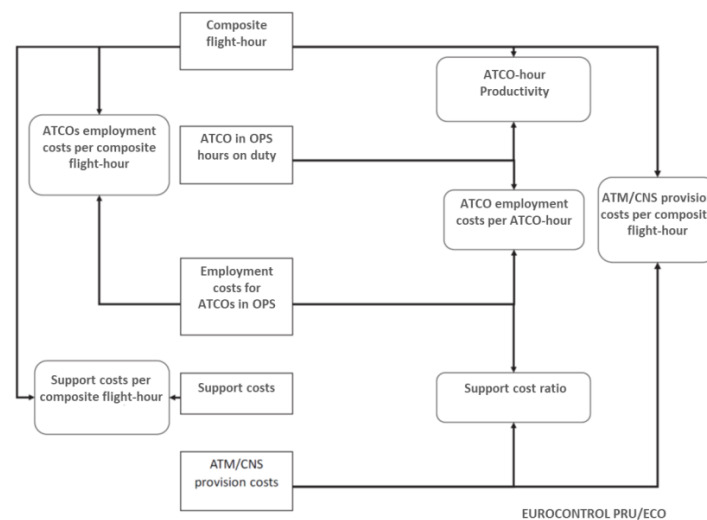 Composite
flight-hour
ATCO-hour
Productivity
ATCOs employment
costs per composite
flight-hour
ATCO in OPS
hours on duty
ATCO employment
costs per ATCO-hour
ATM/CNS provision
costs per composite
flight-hour
Employment
costs for
ATCOs in OPS
Support costs per
composite flight-hour
Support costs
Support cost ratio
ATM/CNS
provision costs
EUROCONTROL PRU/ECO